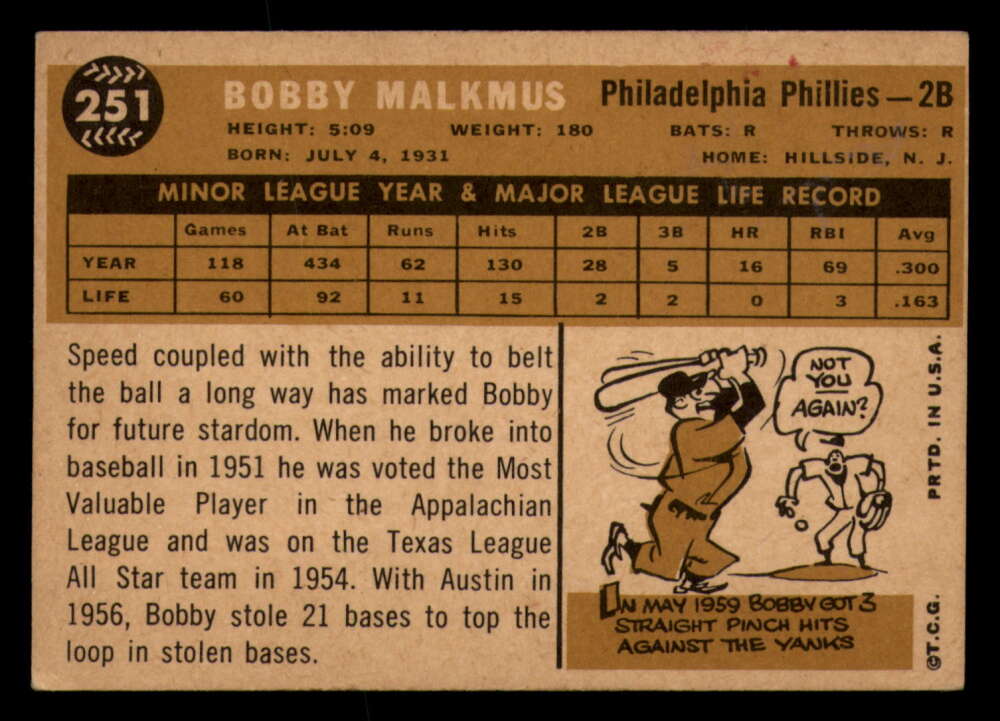 251
BOBBY MALKMUS Philadelphia Phillies — 2B
HEIGHT: 5:09 WEIGHT: 180 BATS: R THROWS: R
BORN: JULY 4, 1931 HOME: HILLSIDE, N. J.
MINOR LEAGUE YEAR & MAJOR LEAGUE LIFE RECORD
Games At Bat Runs Hits 2B 3B HR RBI Avg
YEAR 118 434 62 130 28 5 16 69 .300
LIFE 60 92 11 15 2 2 0 3 .163
Speed coupled with the ability to belt
the ball a long way has marked Bobby
for future stardom. When he broke into
baseball in 1951 he was voted the Most
Valuable Player in the Appalachian
League and was on the Texas League
All Star team in 1954. With Austin in
1956, Bobby stole 21 bases to top the
loop in stolen bases.
NOT
YOU
AGAIN?
IN MAY 1959 BOBBY GOT 3
STRAIGHT PINCH HITS
AGAINST THE YANKS
©T.C.G. PRTD. IN U.S.A.